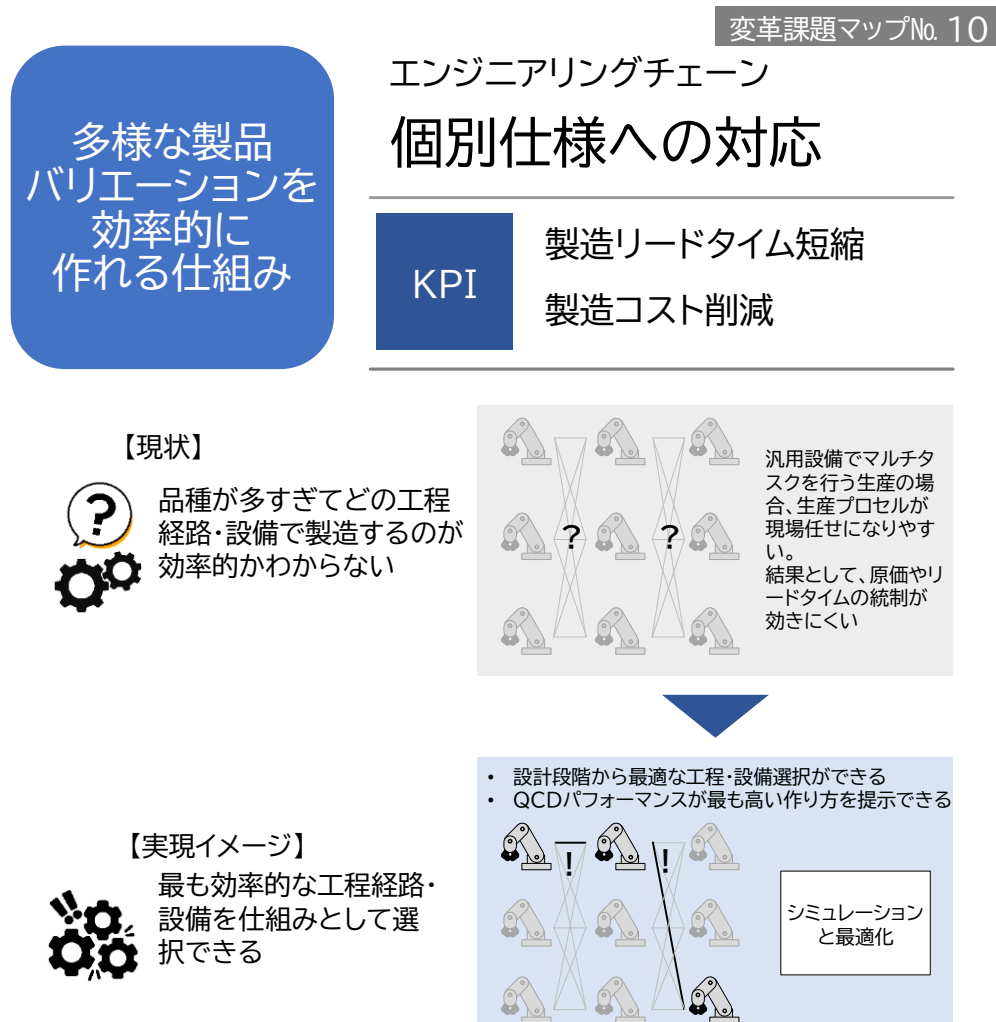 変革課題マップ№10
多様な製品
バリエーションを
効率的に
作れる仕組み
エンジニアリングチェーン
個別仕様への対応
KPI
製造リードタイム短縮
製造コスト削減
【現状】
?
品種が多すぎてどの工程
経路・設備で製造するのが
効率的かわからない
? ?
汎用設備でマルチタ
スクを行う生産の場
合、生産プロセルが
現場任せになりやす
い。
結果として、原価やリ
ードタイムの統制が
効きにくい
・ 設計段階から最適な工程・設備選択ができる
・ QCDパフォーマンスが最も高い作り方を提示できる
【実現イメージ】
!!
最も効率的な工程経路・
設備を仕組みとして選
択できる
! !
シミュレーション
と最適化